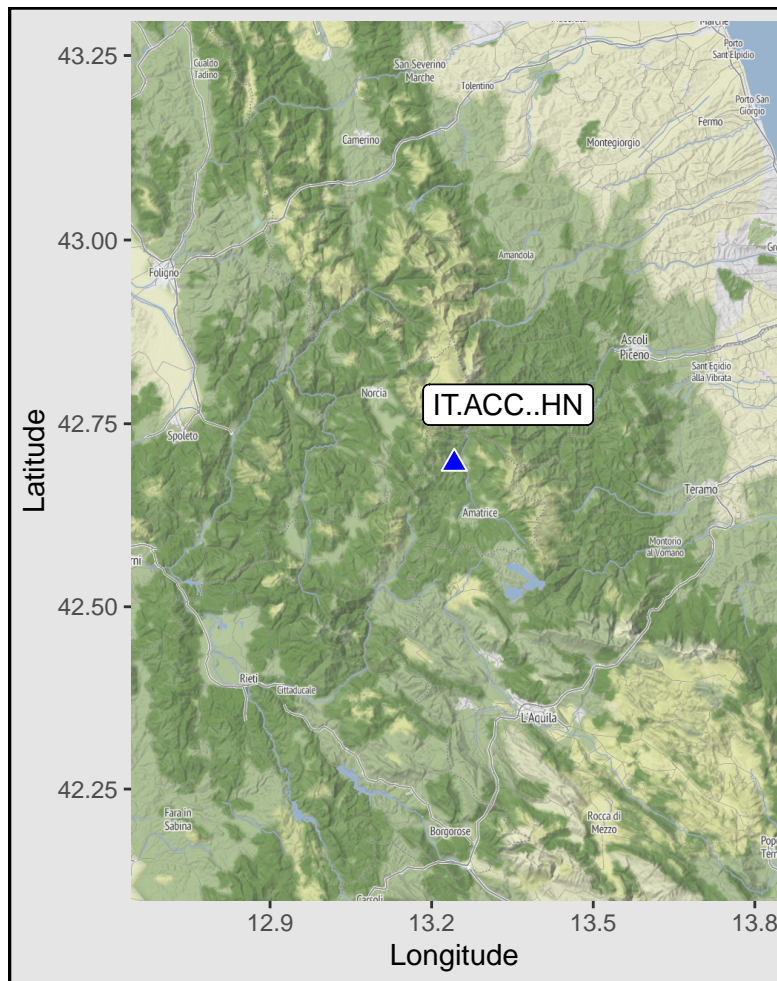 Marche
Porto
Sant'Elpidio
Gualdo
Tadino
San Severino
Marche
Tolentino
Porto San
Giorgio
Fermo
Camerino
Montegiorgio
Foligno
Amandola
Ascoli
Piceno
Sant'Egidio
alla Vibrata
Norcia
IT.ACC..HN
Spoleto
Teramo
Amatrice
Montorio
al Vomano
Rieti
Cittaducale
L'Aquila
Fara in
Sabina
Borgorose
Rocca di
Mezzo
Carsoli
43.25
43.00
42.75
42.50
42.25
Latitude
12.9
13.2
13.5
13.8
Longitude